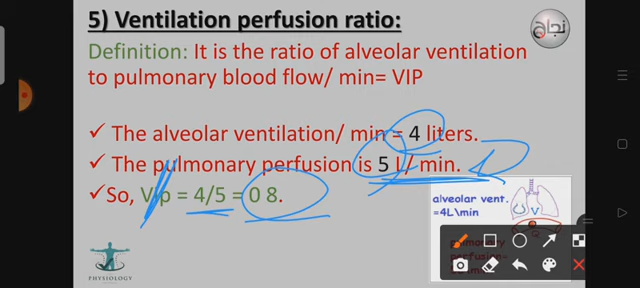 5) Ventilation perfusion ratio:
نجاح
Definition: It is the ratio of alveolar ventilation
to pulmonary blood flow/ min= VIP
✓ The alveolar ventilation/ min = 4 liters.
✓ The pulmonary perfusion is 5 L/ min.
✓ So, V/p = 4/5 = 0 8.
alveolar vent.
=4L\min
V
PHYSIOLOGY